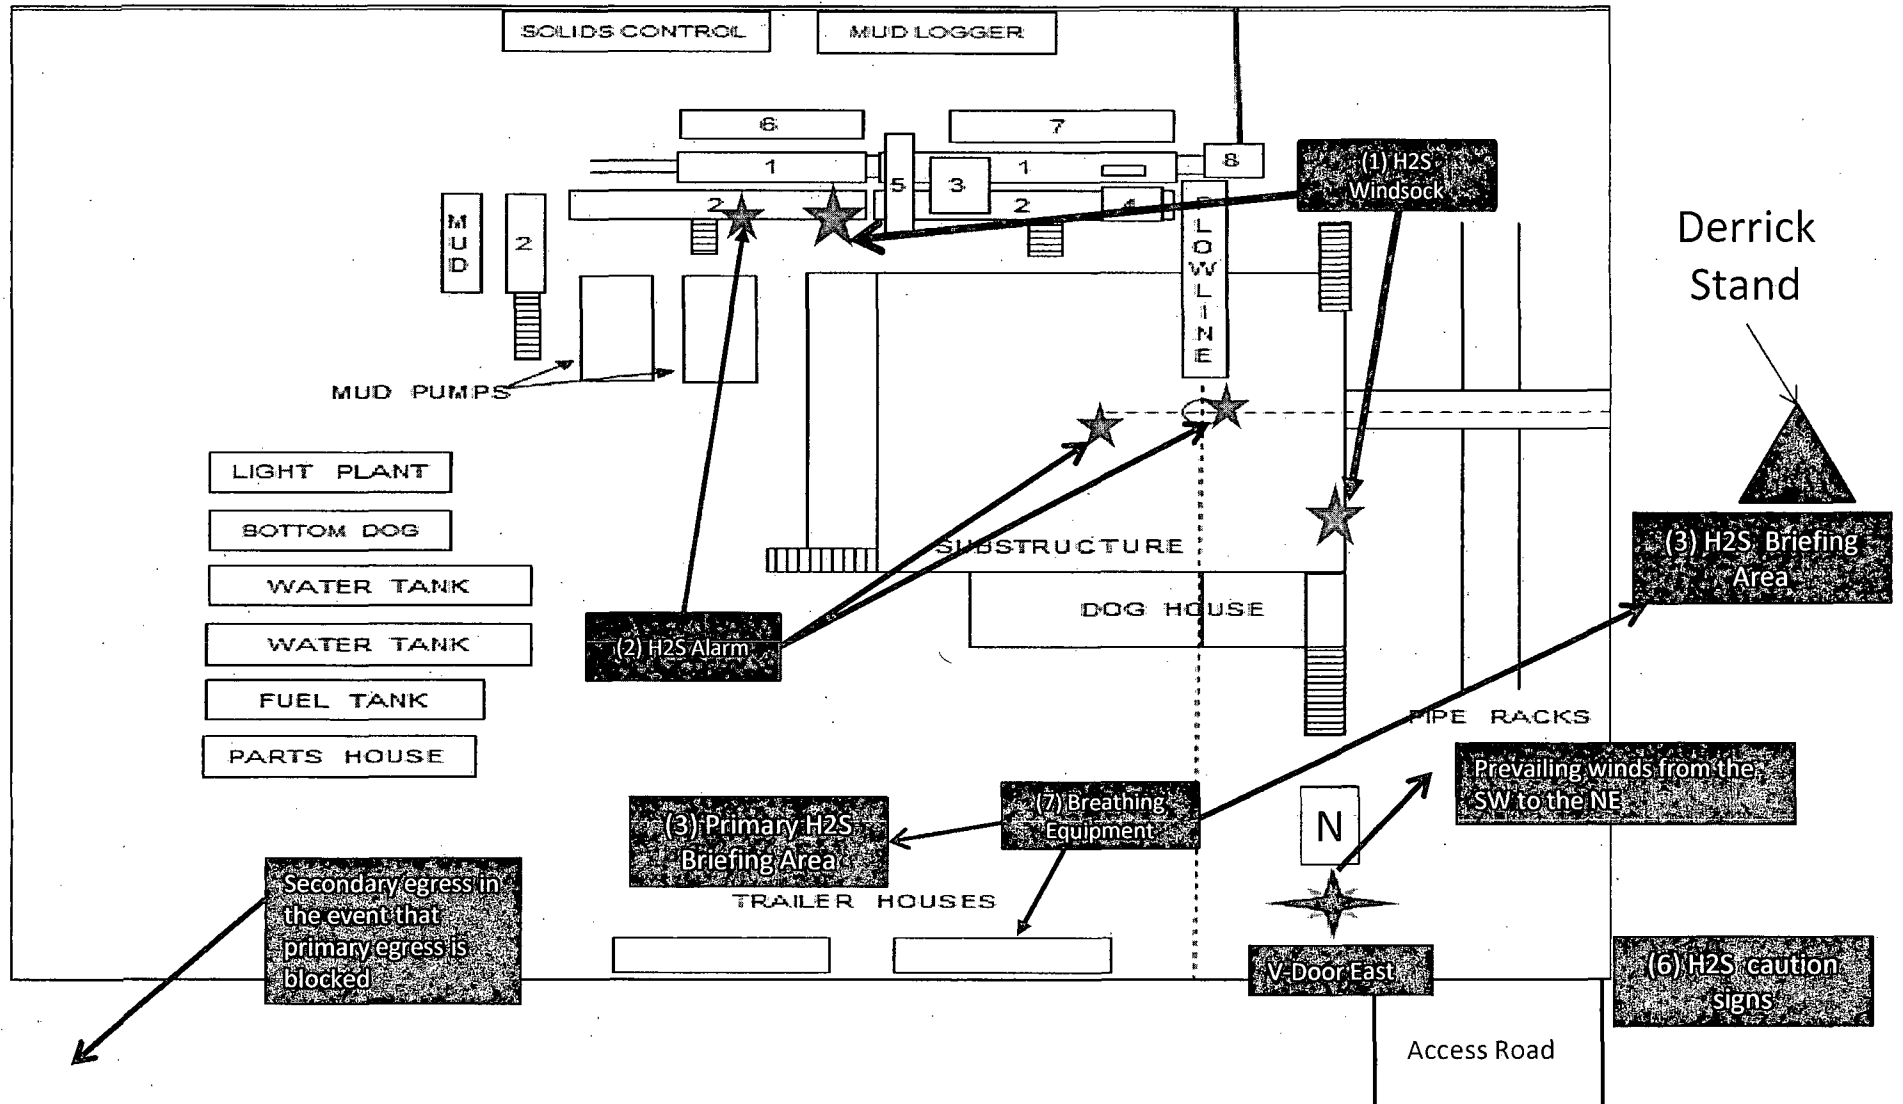 SOLIDS CONTROL
MUD LOGGER
6
7
1
1
8
5
3
2
2
4
(1) H2S
Windsock
MUD
2
FLOWLINE
Derrick
Stand
MUD PUMPS
LIGHT PLANT
BOTTOM DOG
WATER TANK
WATER TANK
FUEL TANK
PARTS HOUSE
SUBSTRUCTURE
DOG HOUSE
(2) H2S Alarm
(3) H2S Briefing
Area
PIPE RACKS
Prevailing winds from the
SW to the NE
(7) Breathing
Equipment
N
(3) Primary H2S
Briefing Area
TRAILER HOUSES
Secondary egress in
the event that
primary egress is
blocked
V-Door East
(6) H2S caution
signs
Access Road